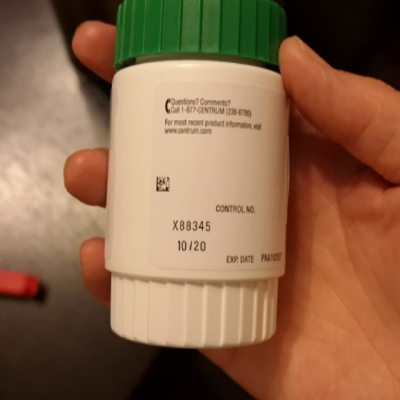 Questions? Comments?
Call 1-877-CENTRUM (236-8786)
For most recent product information, visit
www.centrum.com
CONTROL NO.
X88345
10/20
EXP. DATE